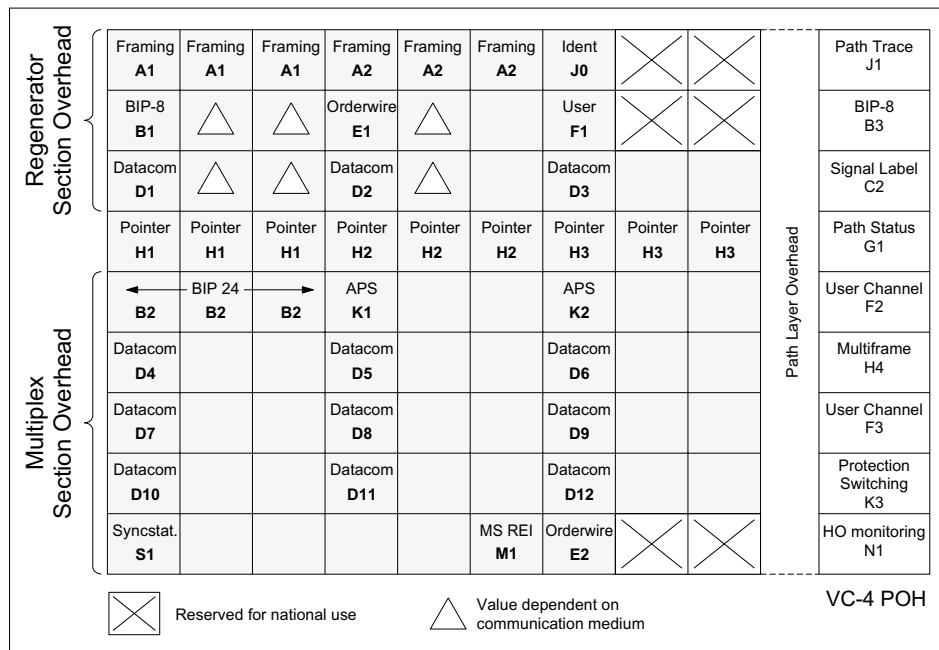 Regenerator
Section Overhead
Framing Framing Framing Framing Framing Framing Ident Path Trace
A1 A1 A1 A2 A2 A2 J0 J1
BIP-8 Orderwire User BIP-8
B1 E1 F1 B3
Datacom Datacom Datacom Signal Label
D1 D2 D3 C2
Pointer Pointer Pointer Pointer Pointer Pointer Pointer Pointer Pointer Path Status
H1 H1 H1 H2 H2 H2 H3 H3 H3 G1
Path Layer Overhead
Multiplex
Section Overhead
BIP 24 APS APS User Channel
B2 B2 B2 K1 K2 F2
Datacom Datacom Datacom Multiframe
D4 D5 D6 H4
Datacom Datacom Datacom User Channel
D7 D8 D9 F3
Datacom Datacom Datacom Protection
Switching
D10 D11 D12 K3
Syncstat. MS REI Orderwire HO monitoring
S1 M1 E2 N1
Reserved for national use
Value dependent on
communication medium
VC-4 POH